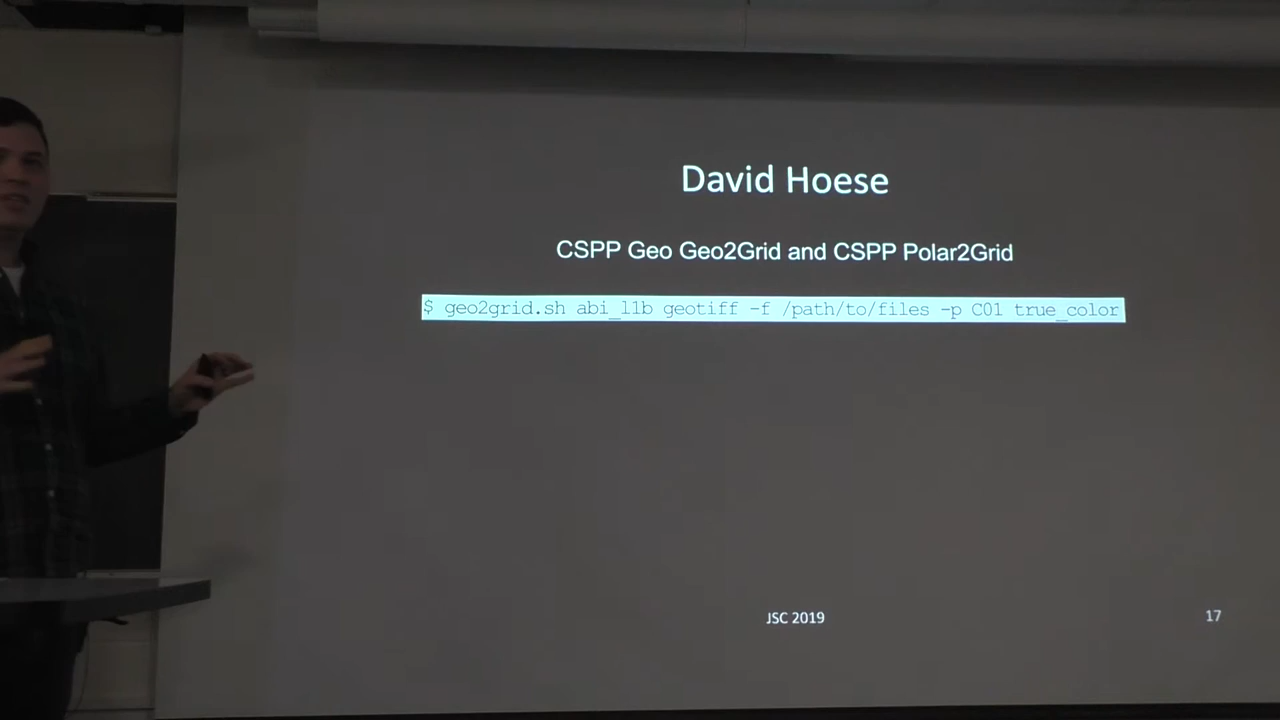 David Hoese
CSPP Geo Geo2Grid and CSPP Polar2Grid
$ geo2grid.sh abi_l1b geotiff -f /path/to/files -p C01 true_color
JSC 2019
17